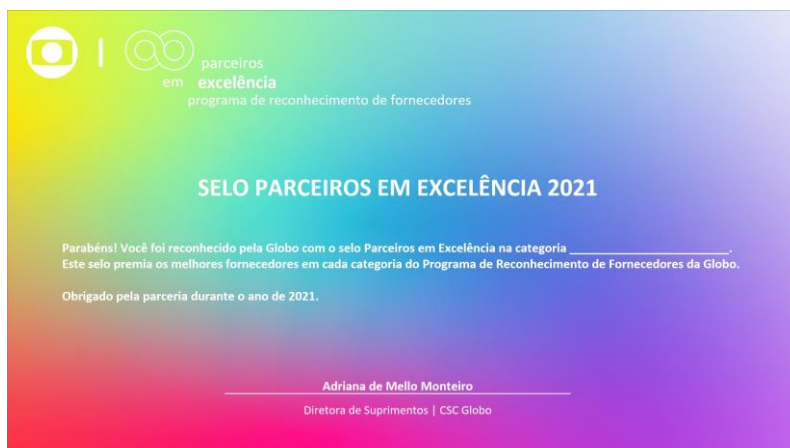 parceiros
em excelência
programa de reconhecimento de fornecedores
SELO PARCEIROS EM EXCELÊNCIA 2021
Parabéns! Você foi reconhecido pela Globo com o selo Parceiros em Excelência na categoria ________________________.
Este selo premia os melhores fornecedores em cada categoria do Programa de Reconhecimento de Fornecedores da Globo.
Obrigado pela parceria durante o ano de 2021.
Adriana de Mello Monteiro
Diretora de Suprimentos | CSC Globo